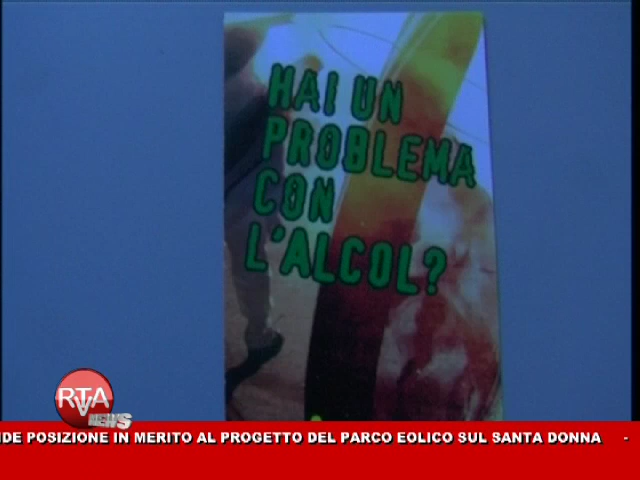 HAI UN
PROBLEMA
CON
L'ALCOL?
RTA
V
NEWS
IDE POSIZIONE IN MERITO AL PROGETTO DEL PARCO EOLICO SUL SANTA DONNA -